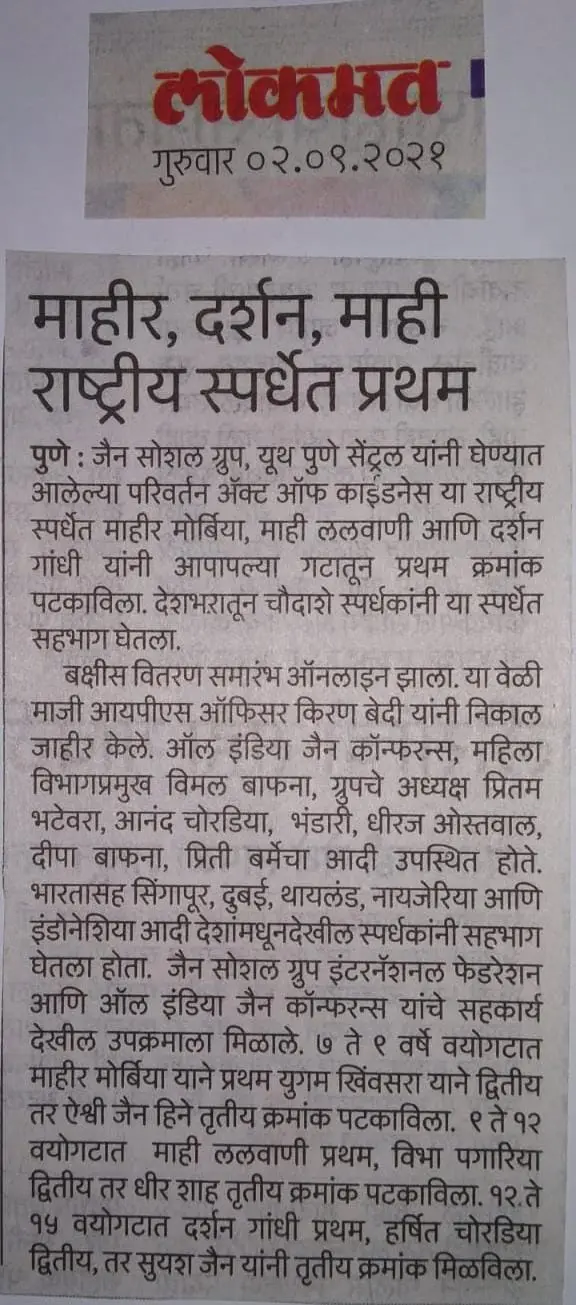 लोकमत
गुरुवार ०२.०९.२०२१
माहीर, दर्शन, माही
राष्ट्रीय स्पर्धेत प्रथम
पुणे : जैन सोशल ग्रुप, यूथ पुणे सेंट्रल यांनी घेण्यात
आलेल्या परिवर्तन ॲक्ट ऑफ काइंडनेस या राष्ट्रीय
स्पर्धेत माहीर मोर्बिया, माही ललवाणी आणि दर्शन
गांधी यांनी आपापल्या गटातून प्रथम क्रमांक
पटकाविला. देशभरातून चौदाशे स्पर्धकांनी या स्पर्धेत
सहभाग घेतला.
बक्षीस वितरण समारंभ ऑनलाइन झाला. या वेळी
माजी आयपीएस ऑफिसर किरण बेदी यांनी निकाल
जाहीर केले. ऑल इंडिया जैन कॉन्फरन्स, महिला
विभागप्रमुख विमल बाफना, ग्रुपचे अध्यक्ष प्रितम
भटेवरा, आनंद चोरडिया, भंडारी, धीरज ओस्तवाल,
दीपा बाफना, प्रिती बर्मेचा आदी उपस्थित होते.
भारतासह सिंगापूर, दुबई, थायलंड, नायजेरिया आणि
इंडोनेशिया आदी देशांमधूनदेखील स्पर्धकांनी सहभाग
घेतला होता. जैन सोशल ग्रुप इंटरनॅशनल फेडरेशन
आणि ऑल इंडिया जैन कॉन्फरन्स यांचे सहकार्य
देखील उपक्रमाला मिळाले. ७ ते ९ वर्षे वयोगटात
माहीर मोर्बिया याने प्रथम युगम खिंवसरा याने द्वितीय
तर ऐश्वी जैन हिने तृतीय क्रमांक पटकाविला. ९ ते १२
वयोगटात माही ललवाणी प्रथम, विभा पगारिया
द्वितीय तर धीर शाह तृतीय क्रमांक पटकाविला. १२ ते
१५ वयोगटात दर्शन गांधी प्रथम, हर्षित चोरडिया
द्वितीय, तर सुयश जैन यांनी तृतीय क्रमांक मिळविला.